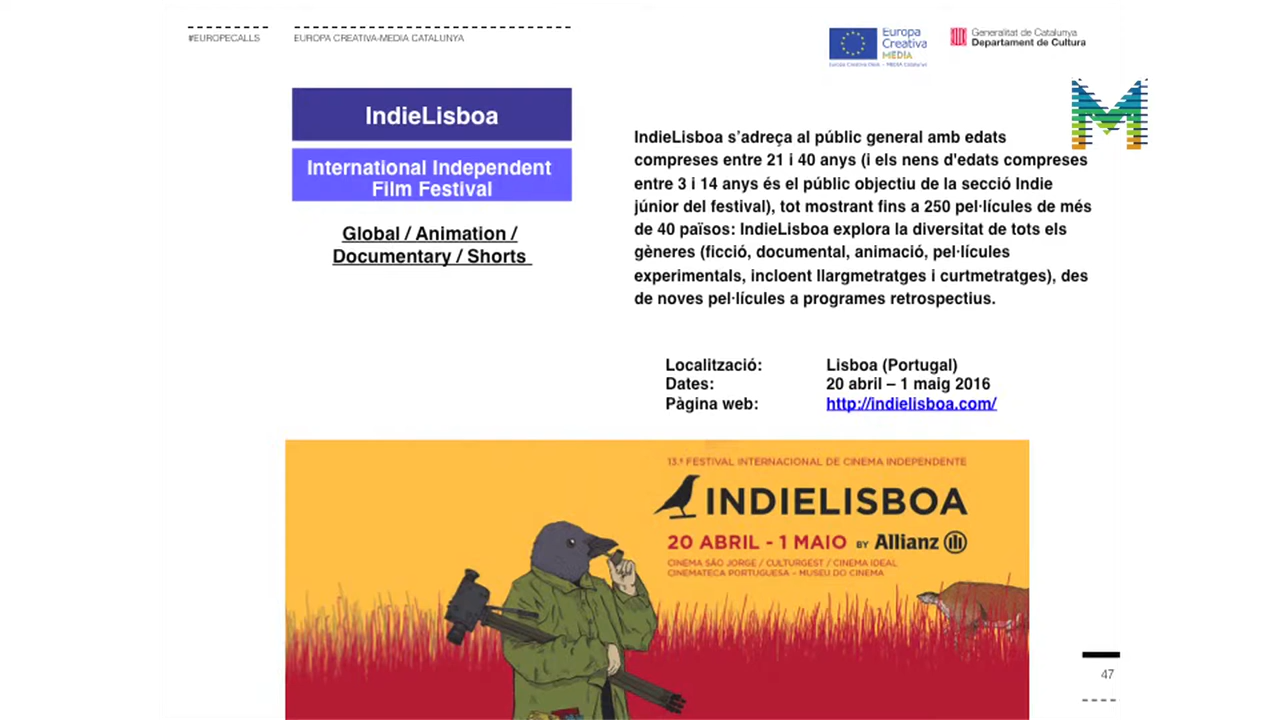 #EUROPECALLS
EUROPA CREATIVA-MEDIA CATALUNYA
Europa
Creativa
MEDIA
Europa Creativa Desk - MEDIA Catalunya
Generalitat de Catalunya
Departament de Cultura
M
IndieLisboa
International Independent
Film Festival
Global / Animation /
Documentary / Shorts
IndieLisboa s'adreça al públic general amb edats
compreses entre 21 i 40 anys (i els nens d'edats compreses
entre 3 i 14 anys és el públic objectiu de la secció Indie
júnior del festival), tot mostrant fins a 250 pel·lícules de més
de 40 països: IndieLisboa explora la diversitat de tots els
gèneres (ficció, documental, animació, pel·lícules
experimentals, incloent llargmetratges i curtmetratges), des
de noves pel·lícules a programes retrospectius.
Localització: Lisboa (Portugal)
Dates: 20 abril – 1 maig 2016
Pàgina web: http://indielisboa.com/
13.º FESTIVAL INTERNACIONAL DE CINEMA INDEPENDENTE
INDIELISBOA
20 ABRIL - 1 MAIO BY Allianz
CINEMA SÃO JORGE / CULTURGEST / CINEMA IDEAL
CINEMATECA PORTUGUESA - MUSEU DO CINEMA
47